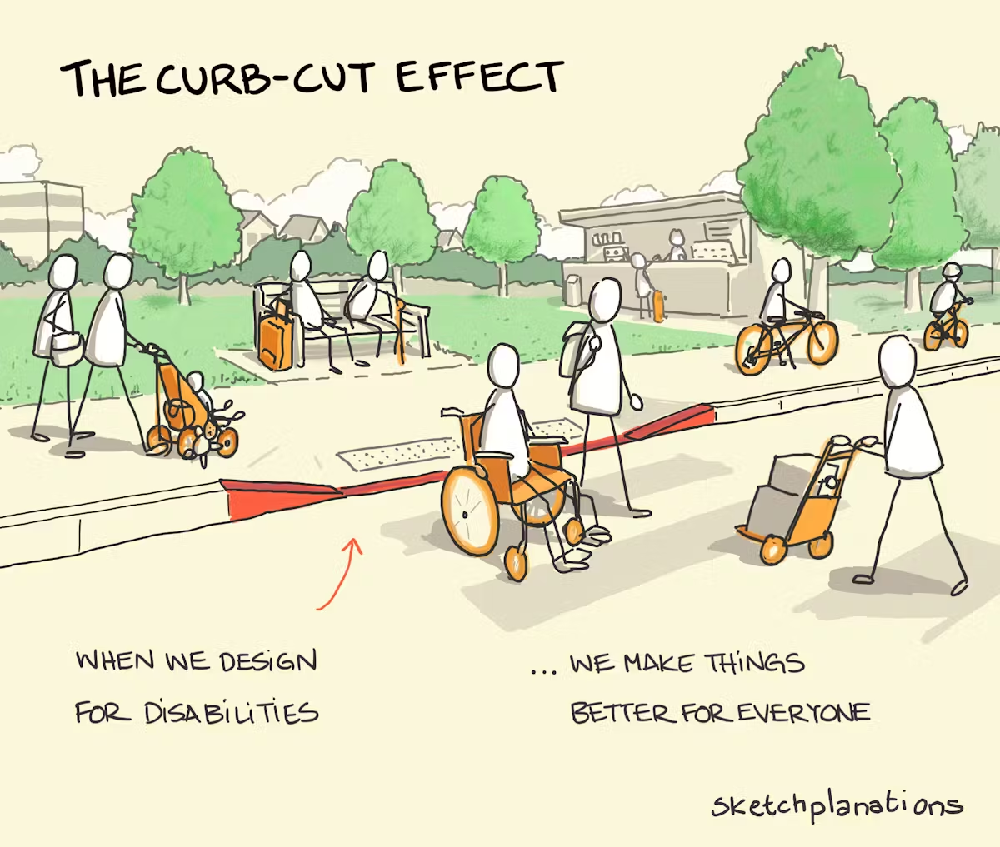 THE CURB-CUT EFFECT
WHEN WE DESIGN
FOR DISABILITIES
... WE MAKE THINGS
BETTER FOR EVERYONE
sketchplanations